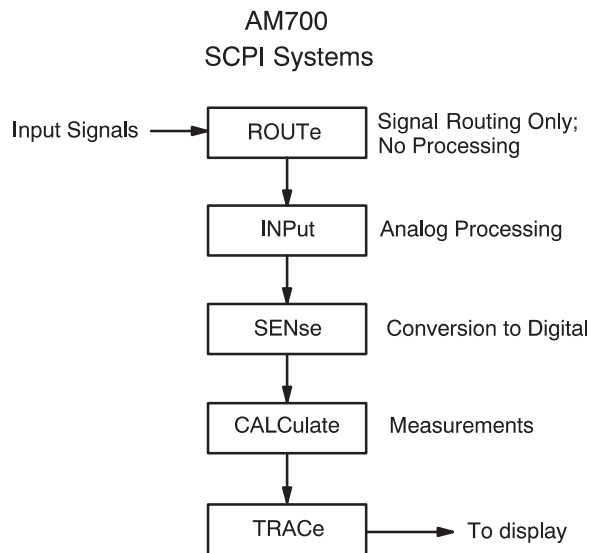 AM700
SCPI Systems
Input Signals
ROUTe
Signal Routing Only;
No Processing
INPut
Analog Processing
SENse
Conversion to Digital
CALCulate
Measurements
TRACe
To display